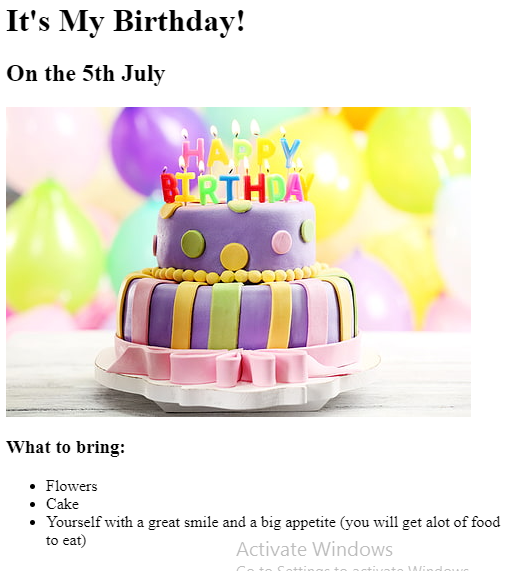 It's My Birthday!
On the 5th July
HAPPY
BIRTHDAY
What to bring:
Flowers
Cake
Yourself with a great smile and a big appetite (you will get alot of food
to eat)
Activate Windows
Go to Settings to activate Windows